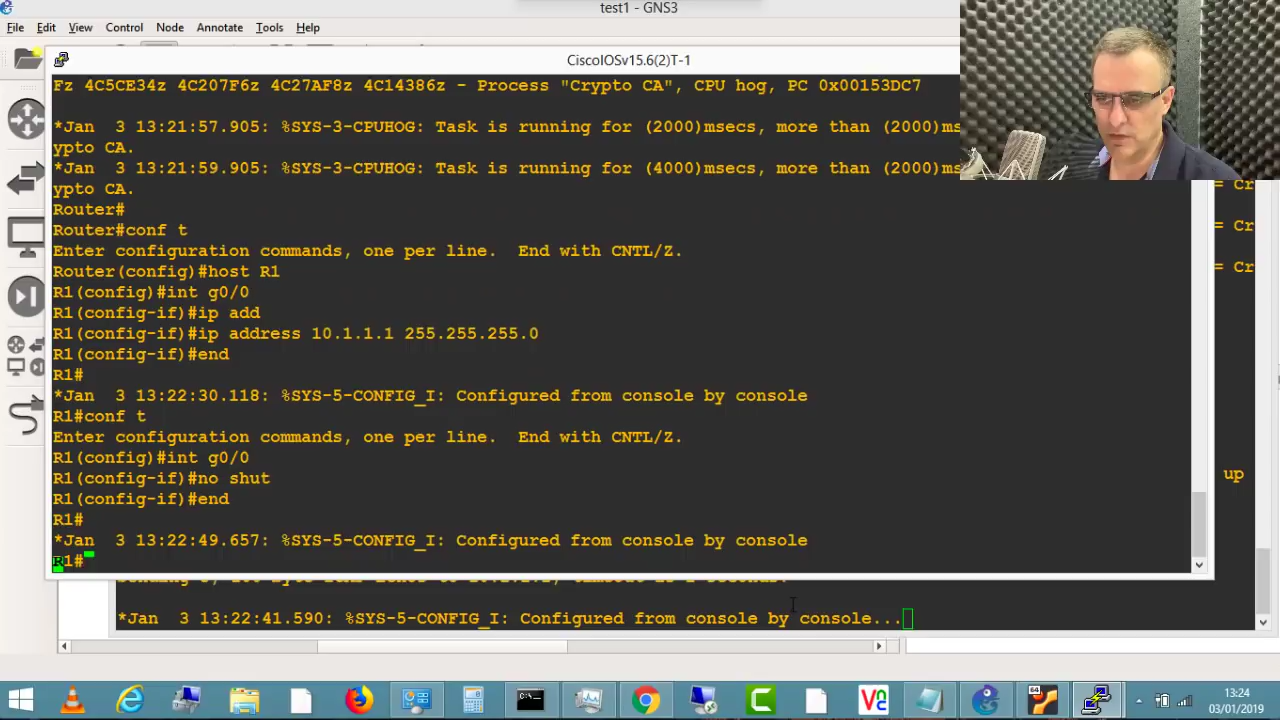 test1 - GNS3
File Edit View Control Node Annotate Tools Help
CiscoIOSv15.6(2)T-1
Fz 4C5CE34z 4C207F6z 4C27AF8z 4C14386z - Process "Crypto CA", CPU hog, PC 0x00153DC7
*Jan  3 13:21:57.905: %SYS-3-CPUHOG: Task is running for (2000)msecs, more than (2000)ms
ypto CA.
*Jan  3 13:21:59.905: %SYS-3-CPUHOG: Task is running for (4000)msecs, more than (2000)ms
ypto CA.
Router#
Router#conf t
Enter configuration commands, one per line.  End with CNTL/Z.
Router(config)#host R1
R1(config)#int g0/0
R1(config-if)#ip add
R1(config-if)#ip address 10.1.1.1 255.255.255.0
R1(config-if)#end
R1#
*Jan  3 13:22:30.118: %SYS-5-CONFIG_I: Configured from console by console
R1#conf t
Enter configuration commands, one per line.  End with CNTL/Z.
R1(config)#int g0/0
R1(config-if)#no shut
R1(config-if)#end
R1#
*Jan  3 13:22:49.657: %SYS-5-CONFIG_I: Configured from console by console
R1#
= Cr
= Cr
= Cr
up
*Jan  3 13:22:41.590: %SYS-5-CONFIG_I: Configured from console by console...
64
13:24
03/01/2019